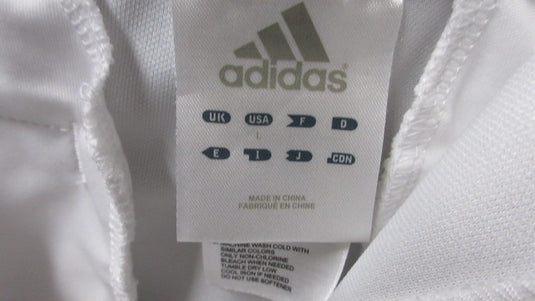 adidas®
UK USA F D
L
E I J CDN
MADE IN CHINA
FABRIQUÉ EN CHINE
MACHINE WASH COLD WITH
SIMILAR COLORS
ONLY NON-CHLORINE
BLEACH WHEN NEEDED
TUMBLE DRY LOW
COOL IRON IF NEEDED
DO NOT USE SOFTENER